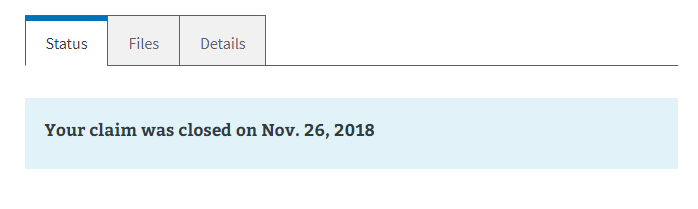 Status Files Details
Your claim was closed on Nov. 26, 2018